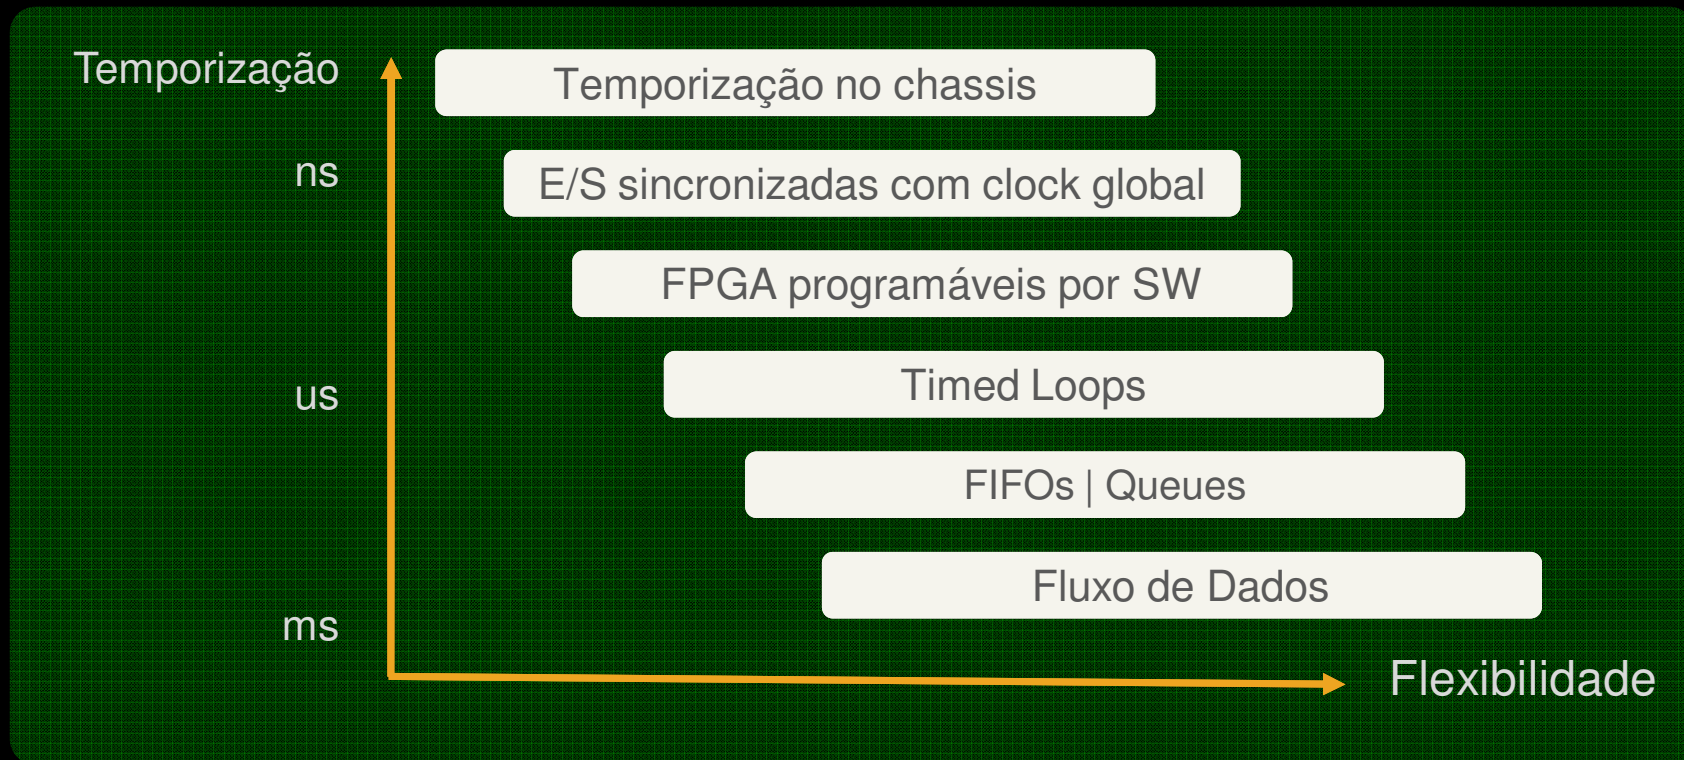 Temporização
Temporização no chassis
ns
E/S sincronizadas com clock global
FPGA programáveis por SW
us
Timed Loops
FIFOs | Queues
Fluxo de Dados
ms
Flexibilidade